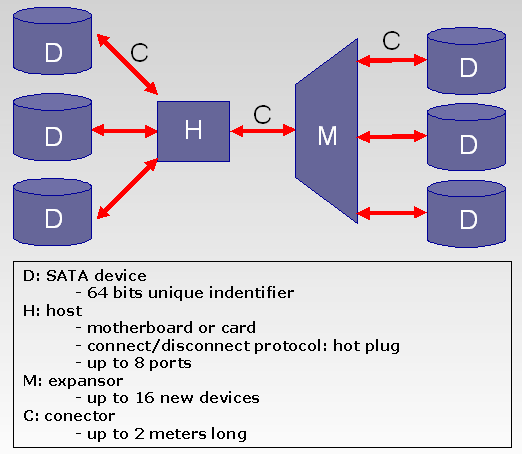 D
C
D
D
H
C
M
C
D
D
D
D: SATA device
- 64 bits unique indentifier
H: host
- motherboard or card
- connect/disconnect protocol: hot plug
- up to 8 ports
M: expansor
- up to 16 new devices
C: conector
- up to 2 meters long